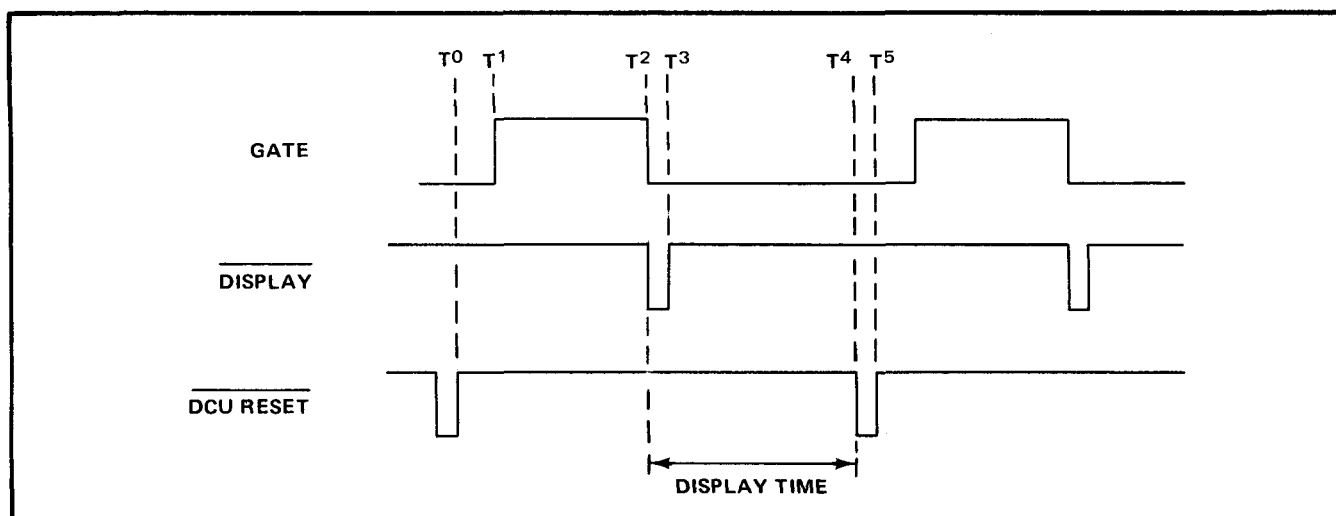 T0 T1 T2 T3 T4 T5
GATE
DISPLAY
DCU RESET
DISPLAY TIME